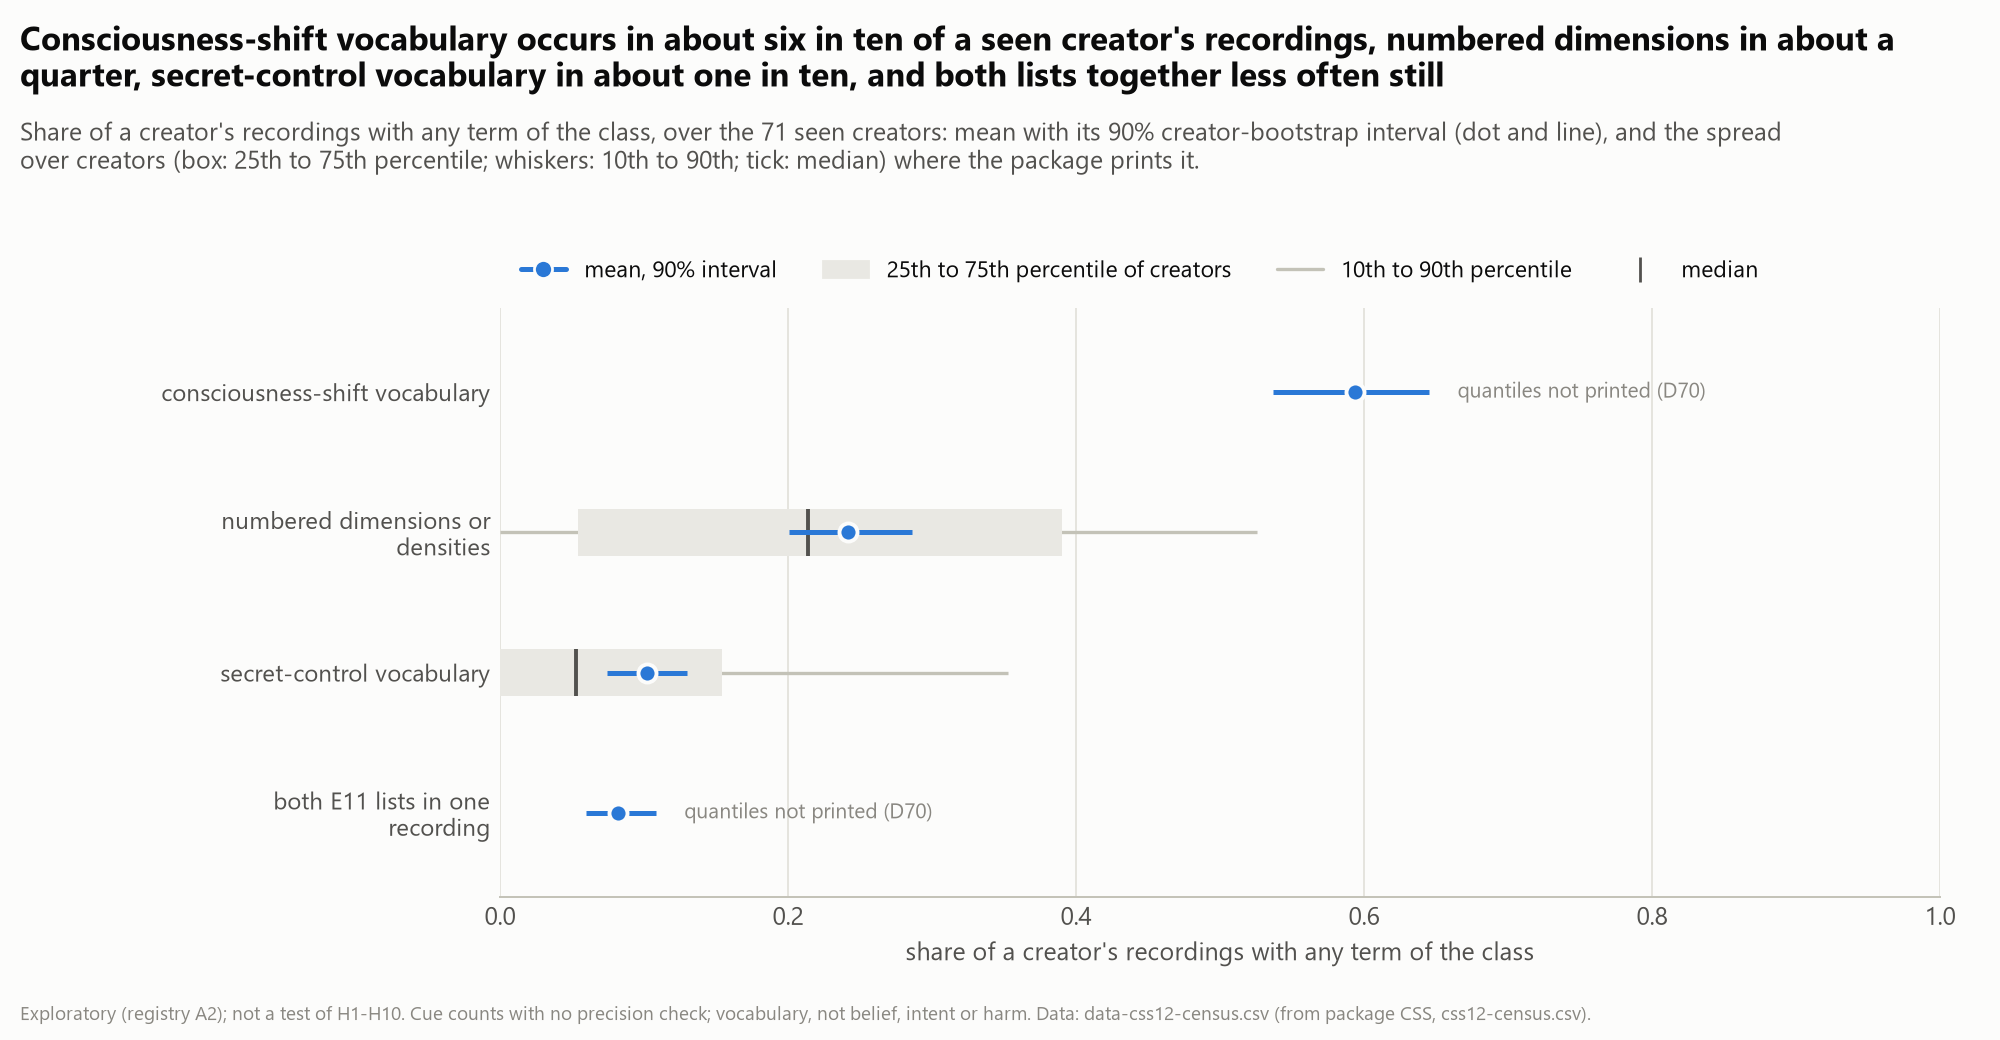 Consciousness-shift vocabulary occurs in about six in ten of a seen creator's recordings, numbered dimensions in about a
quarter, secret-control vocabulary in about one in ten, and both lists together less often still
Share of a creator's recordings with any term of the class, over the 71 seen creators: mean with its 90% creator-bootstrap interval (dot and line), and the spread
over creators (box: 25th to 75th percentile; whiskers: 10th to 90th; tick: median) where the package prints it.
mean, 90% interval
25th to 75th percentile of creators
10th to 90th percentile
median
consciousness-shift vocabulary
quantiles not printed (D70)
numbered dimensions or
densities
secret-control vocabulary
both E11 lists in one
recording
quantiles not printed (D70)
0.0
0.2
0.4
0.6
0.8
1.0
share of a creator's recordings with any term of the class
Exploratory (registry A2); not a test of H1-H10. Cue counts with no precision check; vocabulary, not belief, intent or harm. Data: data-css12-census.csv (from package CSS, css12-census.csv).